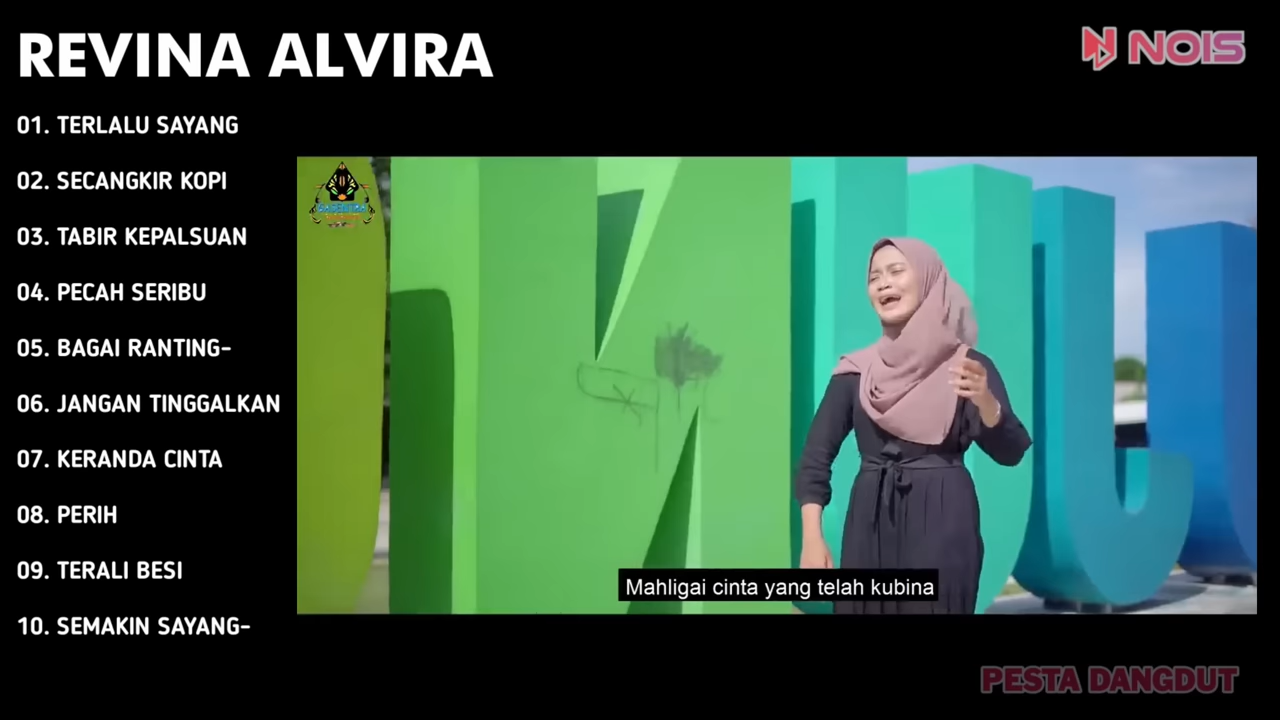 REVINA ALVIRA
NOIS
01. TERLALU SAYANG
02. SECANGKIR KOPI
03. TABIR KEPALSUAN
04. PECAH SERIBU
05. BAGAI RANTING-
06. JANGAN TINGGALKAN
07. KERANDA CINTA
08. PERIH
09. TERALI BESI
10. SEMAKIN SAYANG-
Mahligai cinta yang telah kubina
PESTA DANGDUT